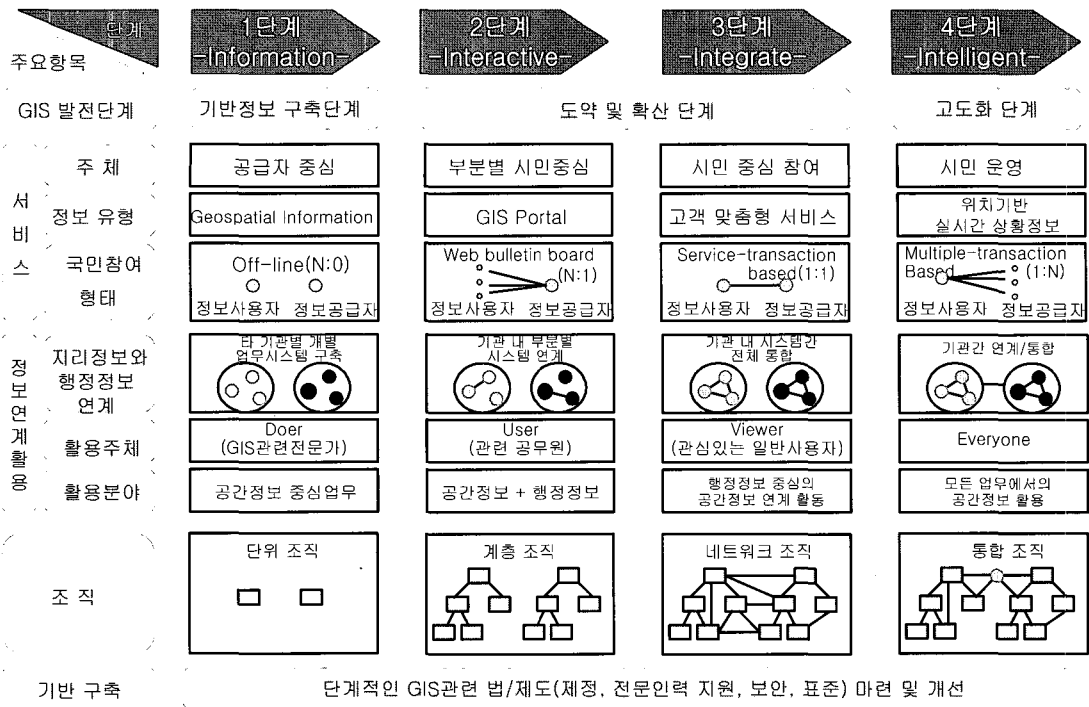 단계
주요항목
1단계
-Information-
2단계
-Interactive-
3단계
-Integrate-
4단계
-Intelligent-
GIS 발전단계
기반정보 구축단계
도약 및 확산 단계
고도화 단계
서비스
주 체
공급자 중심
부분별 시민중심
시민 중심 참여
시민 운영
정보 유형
Geospatial Information
GIS Portal
고객 맞춤형 서비스
위치기반
실시간 상황정보
국민참여
형태
Off-line(N:0)
정보사용자 정보공급자
Web bulletin board
(N:1)
정보사용자 정보공급자
Service-transaction
based(1:1)
정보사용자 정보공급자
Multiple-transaction
Based (1:N)
정보사용자 정보공급자
정보연계활용
지리정보와
행정정보
연계
타 기관별 개별
업무시스템 구축
기관 내 부분별
시스템 연계
기관 내 시스템간
전체 통합
기관간 연계/통합
활용주체
Doer
(GIS관련전문가)
User
(관련 공무원)
Viewer
(관심있는 일반사용자)
Everyone
활용분야
공간정보 중심업무
공간정보 + 행정정보
행정정보 중심의
공간정보 연계 활동
모든 업무에서의
공간정보 활용
조 직
단위 조직
계층 조직
네트워크 조직
통합 조직
기반 구축
단계적인 GIS관련 법/제도(제정, 전문인력 지원, 보안, 표준) 마련 및 개선